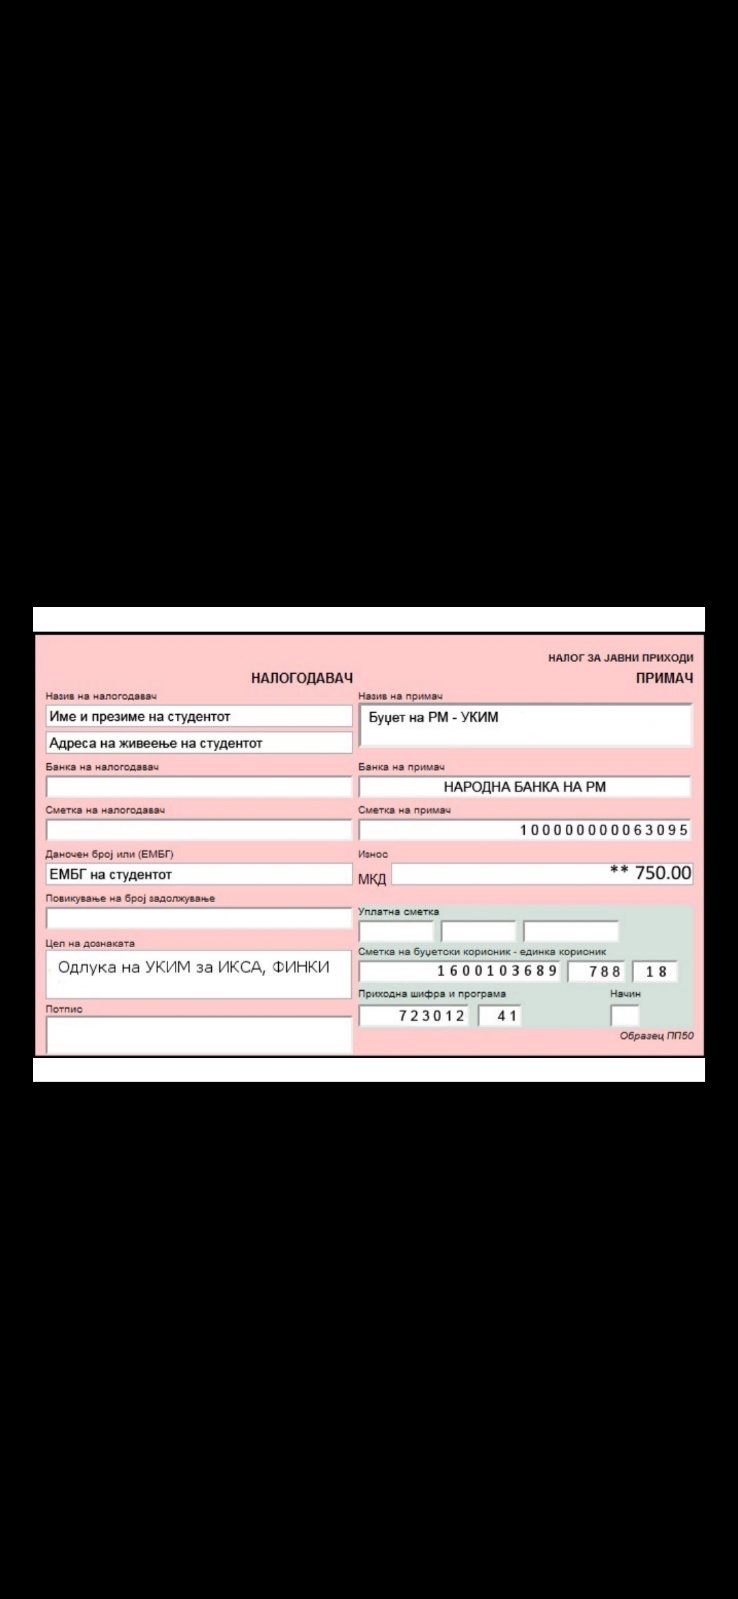 НАЛОГ ЗА ЈАВНИ ПРИХОДИ
НАЛОГОДАВАЧ
ПРИМАЧ
Назив на налогодавач
Име и презиме на студентот
Адреса на живеење на студентот
Банка на налогодавач
Сметка на налогодавач
Даночен број или (ЕМБГ)
ЕМБГ на студентот
Повикување на број задолжување
Цел на дознаката
Одлука на УКИМ за ИКСА, ФИНКИ
Потпис
Назив на примач
Буџет на РМ - УКИМ
Банка на примач
НАРОДНА БАНКА НА РМ
Сметка на примач
100000000063095
Износ
МКД ** 750.00
Уплатна сметка
Сметка на буџетски корисник - единка корисник
1600103689 788 18
Приходна шифра и програма Начин
723012 41
Образец ПП50